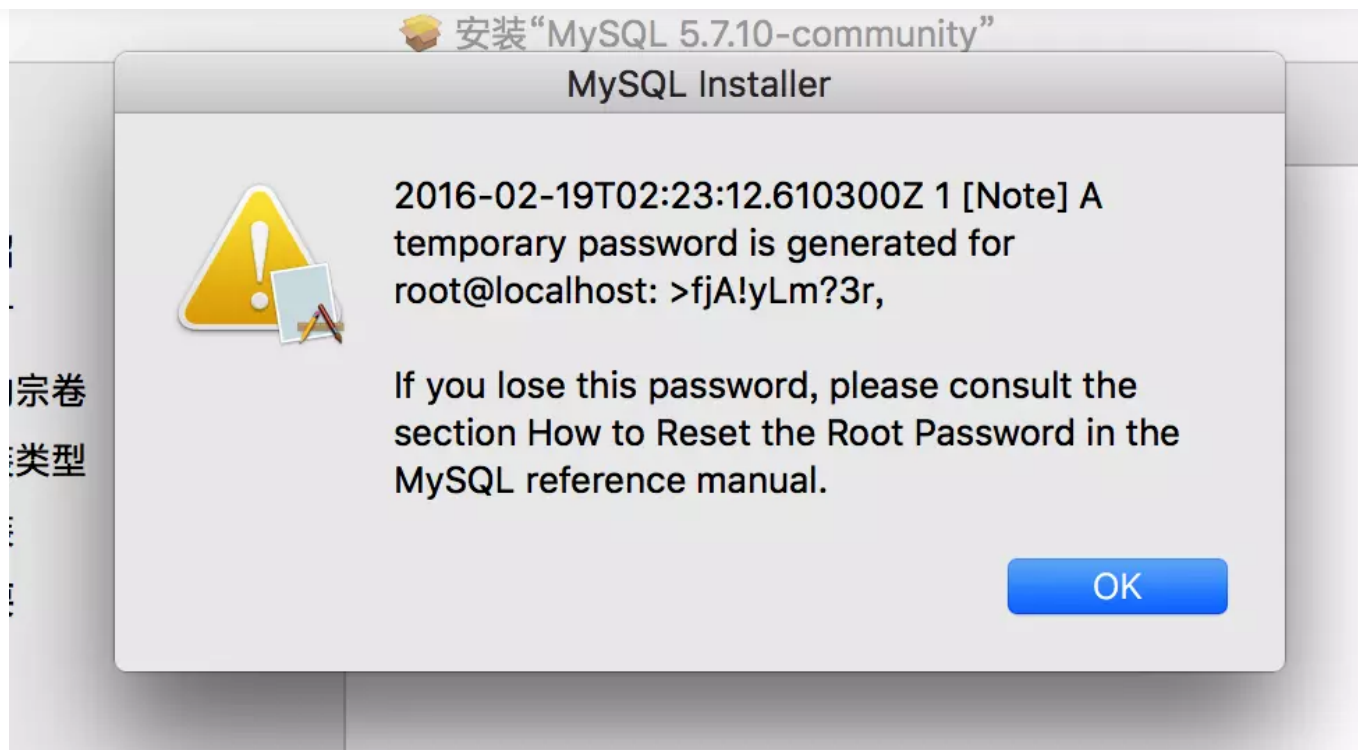 安装“MySQL 5.7.10-community”
MySQL Installer
2016-02-19T02:23:12.610300Z 1 [Note] A
temporary password is generated for
root@localhost: >fjA!yLm?3r,
If you lose this password, please consult the
section How to Reset the Root Password in the
MySQL reference manual.
宗卷
类型
OK